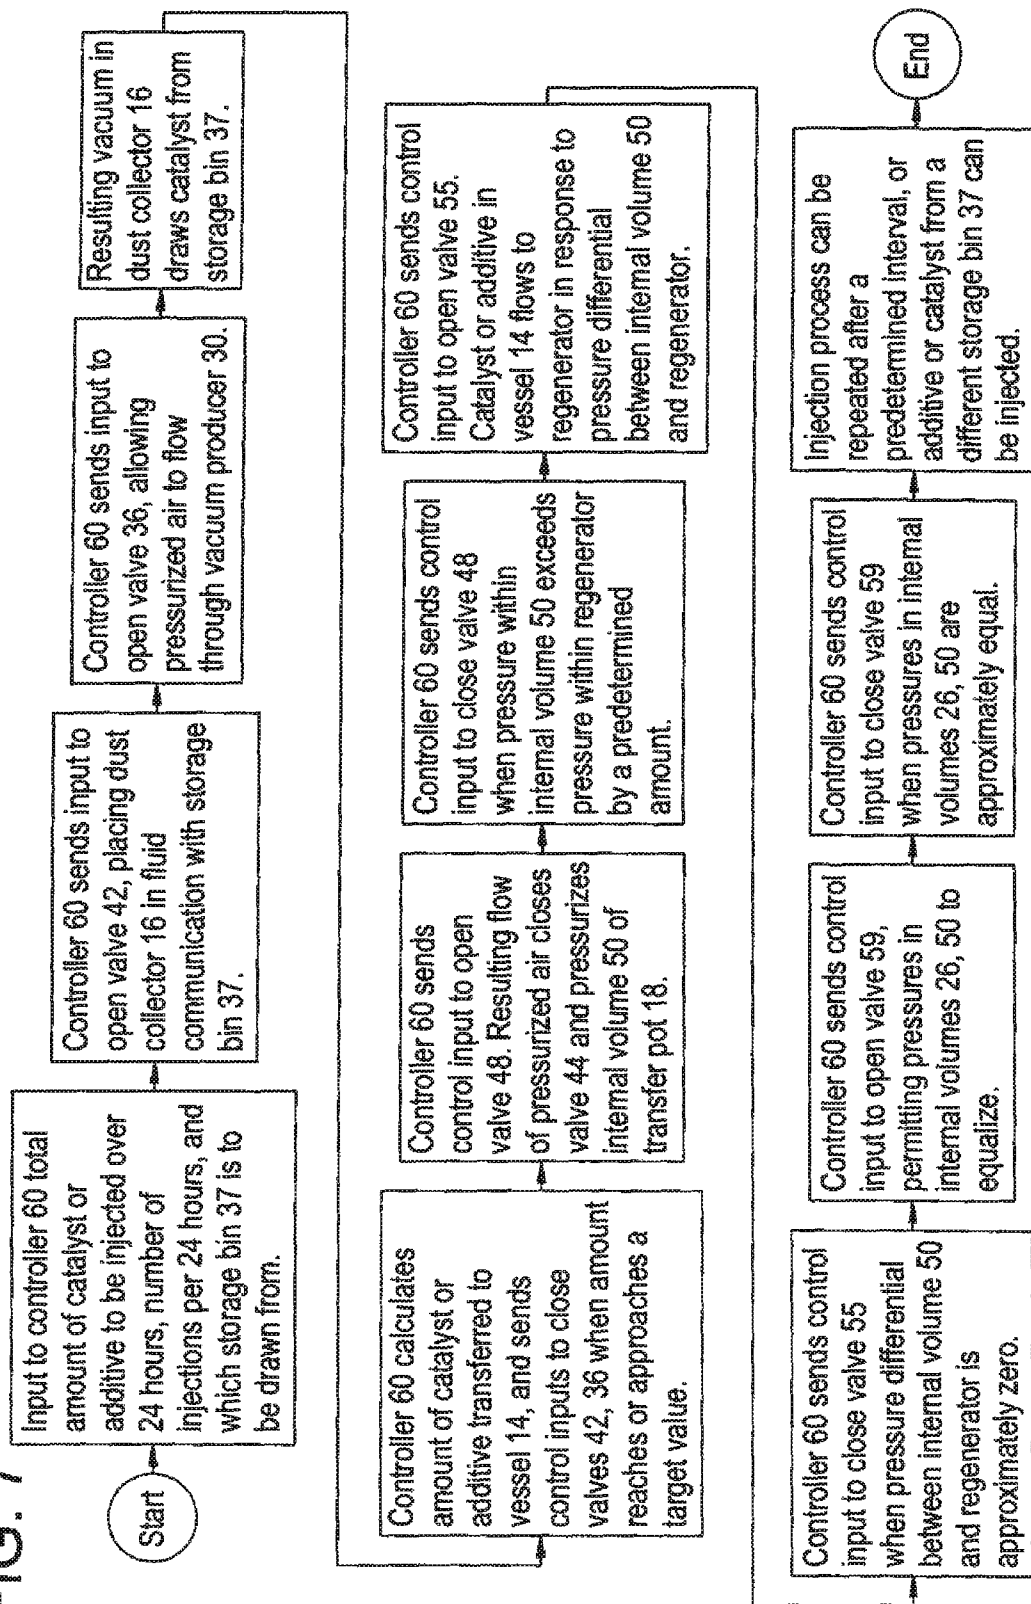 FIG. 7
Start
Input to controller 60 total
amount of catalyst or
additive to be injected over
24 hours, number of
injections per 24 hours, and
which storage bin 37 is to
be drawn from.
Controller 60 sends input to
open valve 42, placing dust
collector 16 in fluid
communication with storage
bin 37.
Controller 60 sends input to
open valve 36, allowing
pressurized air to flow
through vacuum producer 30.
Resulting vacuum in
dust collector 16
draws catalyst from
storage bin 37.
Controller 60 calculates
amount of catalyst or
additive transferred to
vessel 14, and sends
control inputs to close
valves 42, 36 when amount
reaches or approaches a
target value.
Controller 60 sends
control input to open
valve 48. Resulting flow
of pressurized air closes
valve 44 and pressurizes
internal volume 50 of
transfer pot 18.
Controller 60 sends control
input to close valve 48
when pressure within
internal volume 50 exceeds
pressure within regenerator
by a predetermined
amount.
Controller 60 sends control
input to open valve 55.
Catalyst or additive in
vessel 14 flows to
regenerator in response to
pressure differential
between internal volume 50
and regenerator.
Controller 60 sends control
input to close valve 55
when pressure differential
between internal volume 50
and regenerator is
approximately zero.
Controller 60 sends control
input to open valve 59,
permitting pressures in
internal volumes 26, 50 to
equalize.
Controller 60 sends control
input to close valve 59
when pressures in internal
volumes 26, 50 are
approximately equal.
Injection process can be
repeated after a
predetermined interval, or
additive or catalyst from a
different storage bin 37 can
be injected.
End